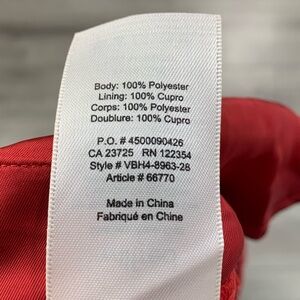 Body: 100% Polyester
Lining: 100% Cupro
Corps: 100% Polyester
Doublure: 100% Cupro
P.O. # 4500090426
CA 23725 RN 122354
Style # VBH4-8963-28
Article # 66770
Made in China
Fabriqué en Chine